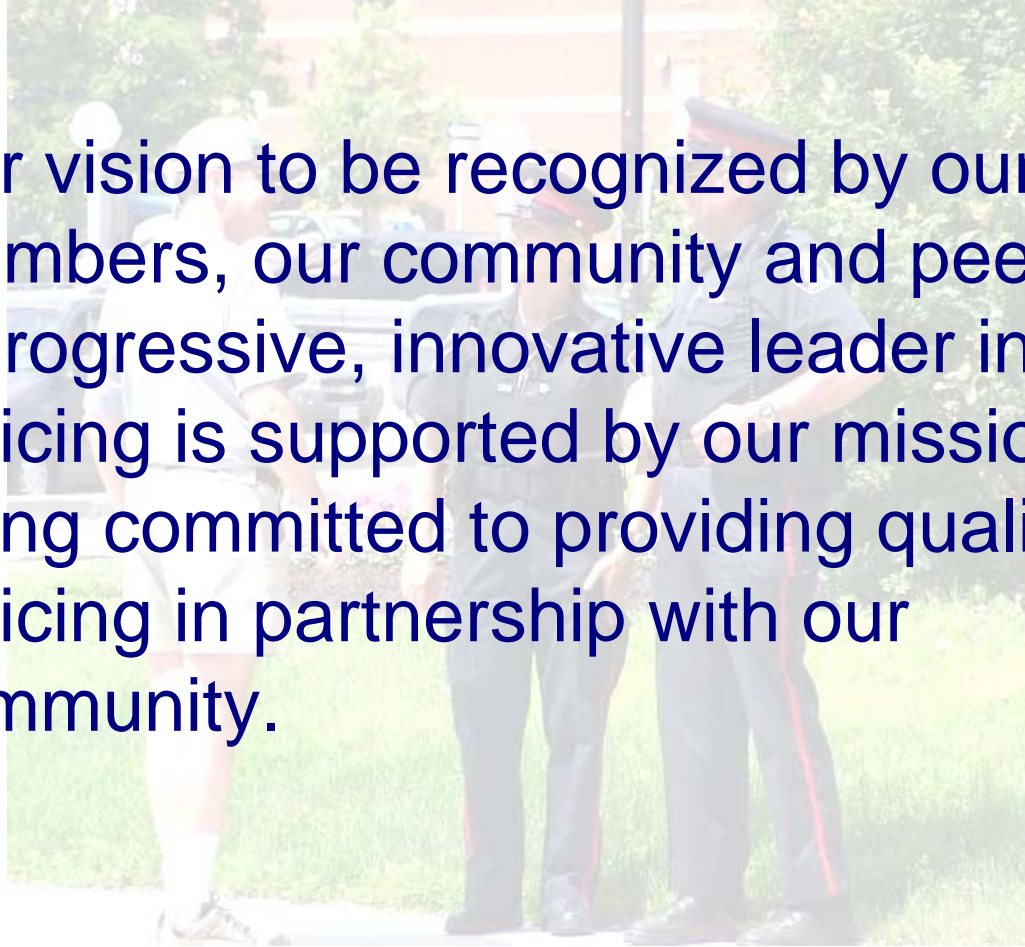 r vision to be recognized by our
mbers, our community and pee
rogressive, innovative leader in
icing is supported by our missio
ng committed to providing quali
icing in partnership with our
mmunity.